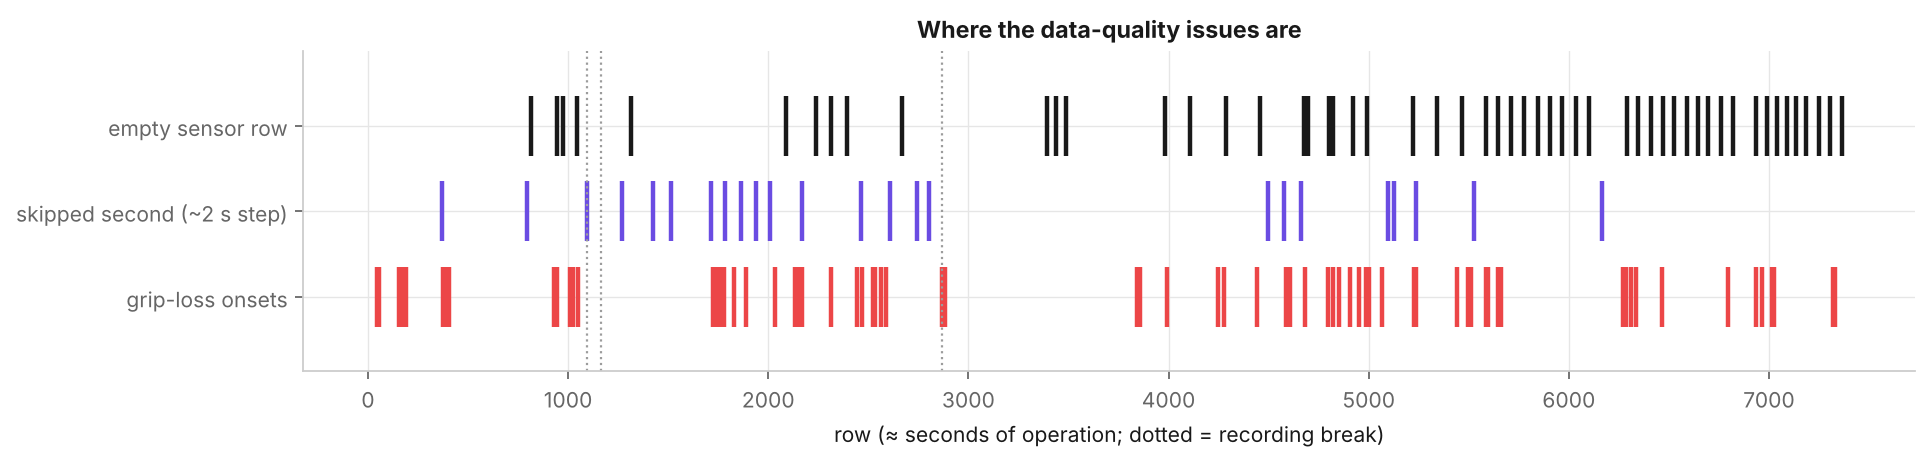 Where the data-quality issues are
empty sensor row
skipped second (~2 s step)
grip-loss onsets
0 1000 2000 3000 4000 5000 6000 7000
row (≈ seconds of operation; dotted = recording break)